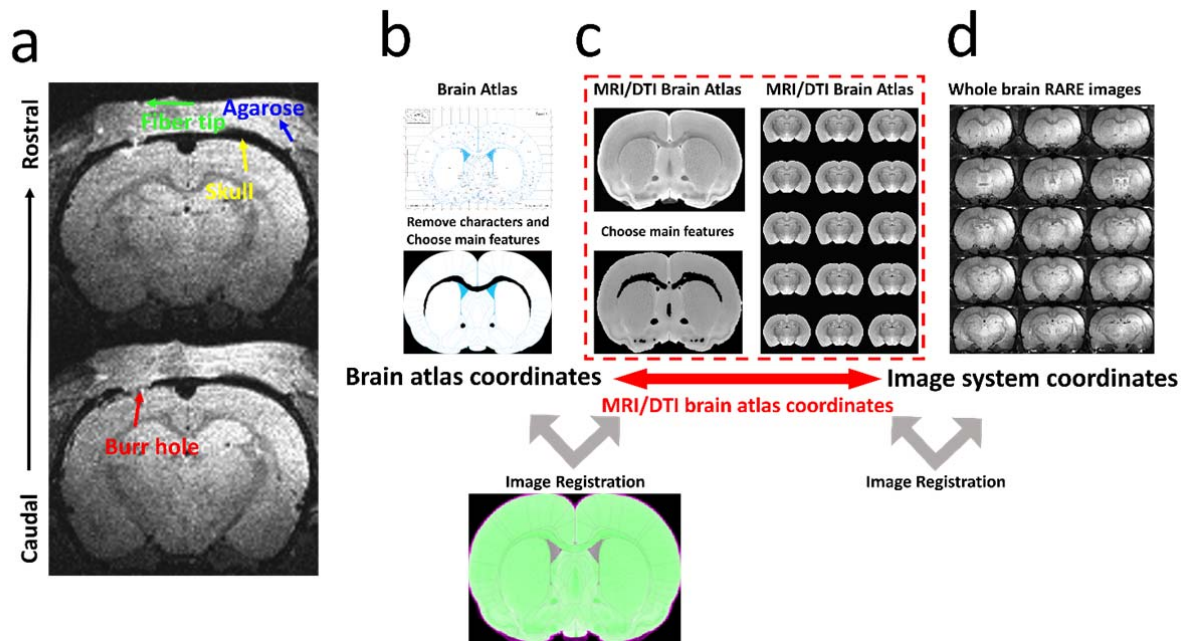 a
b
c
d
Rostral
Caudal
Agarose
Fiber tip
Skull
Burr hole
Brain Atlas
Remove characters and
Choose main features
MRI/DTI Brain Atlas
Choose main features
MRI/DTI Brain Atlas
Whole brain RARE images
Brain atlas coordinates
Image system coordinates
MRI/DTI brain atlas coordinates
Image Registration
Image Registration